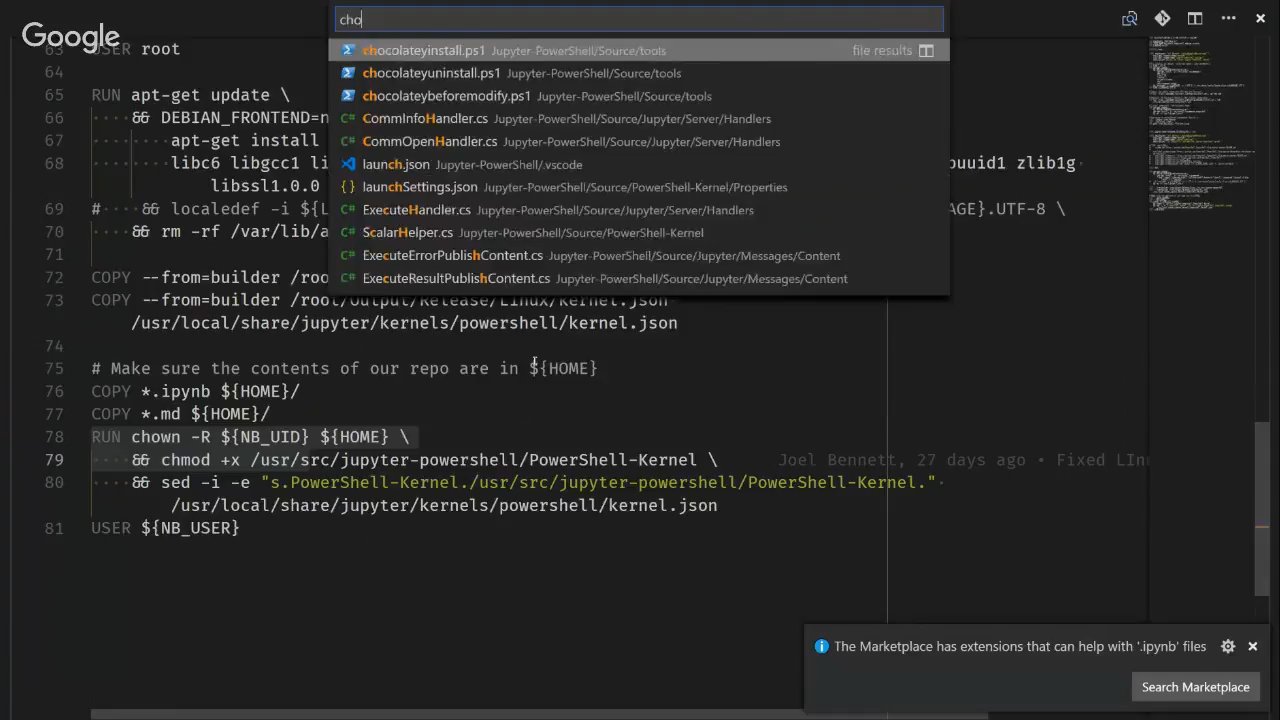 Google
cho
chocolateyinstall.ps1 Jupyter-PowerShell/Source/tools file results
chocolateyuninstall.ps1 Jupyter-PowerShell/Source/tools
chocolateybeforemodify.ps1 Jupyter-PowerShell/Source/tools
CommInfoHandler.cs Jupyter-PowerShell/Source/Jupyter/Server/Handlers
CommOpenHandler.cs Jupyter-PowerShell/Source/Jupyter/Server/Handlers
launch.json Jupyter-PowerShell/.vscode
launchSettings.json Jupyter-PowerShell/Source/PowerShell-Kernel/Properties
ExecuteHandler.cs Jupyter-PowerShell/Source/Jupyter/Server/Handlers
ScalarHelper.cs Jupyter-PowerShell/Source/PowerShell-Kernel
ExecuteErrorPublishContent.cs Jupyter-PowerShell/Source/Jupyter/Messages/Content
ExecuteResultPublishContent.cs Jupyter-PowerShell/Source/Jupyter/Messages/Content
63 USER root
64
65 RUN apt-get update \
66 && DEBIAN_FRONTEND=n
67 apt-get install
68 libc6 libgcc1 li uuid1 zlib1g
libssl1.0.0
69 # && localedef -i ${L AGE}.UTF-8 \
70 && rm -rf /var/lib/a
71
72 COPY --from=builder /roo
73 COPY --from=builder /root/Output/Release/Linux/kernel.json
/usr/local/share/jupyter/kernels/powershell/kernel.json
74
75 # Make sure the contents of our repo are in ${HOME}
76 COPY *.ipynb ${HOME}/
77 COPY *.md ${HOME}/
78 RUN chown -R ${NB_UID} ${HOME} \
79 && chmod +x /usr/src/jupyter-powershell/PowerShell-Kernel \ Joel Bennett, 27 days ago • Fixed LIn
80 && sed -i -e "s.PowerShell-Kernel./usr/src/jupyter-powershell/PowerShell-Kernel."
/usr/local/share/jupyter/kernels/powershell/kernel.json
81 USER ${NB_USER}
The Marketplace has extensions that can help with '.ipynb' files
Search Marketplace